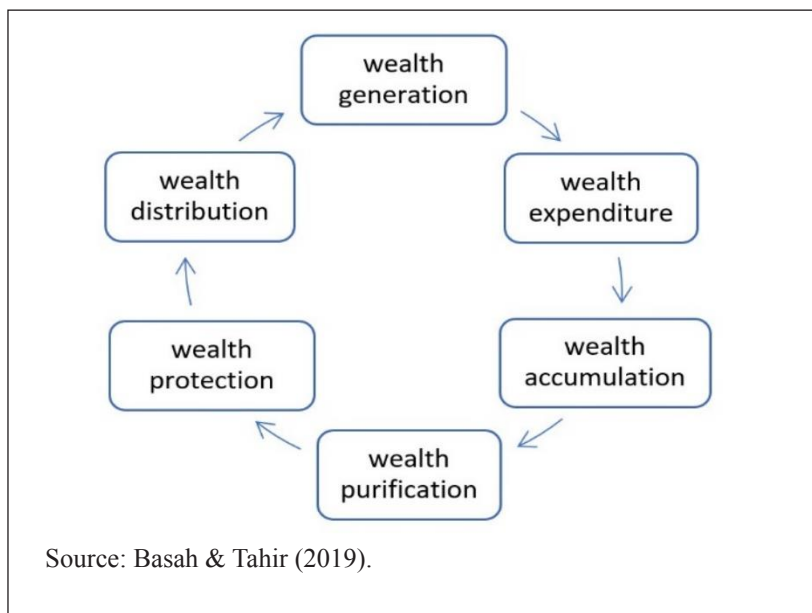 wealth
generation
wealth
expenditure
wealth
accumulation
wealth
purification
wealth
protection
wealth
distribution
Source: Basah & Tahir (2019).